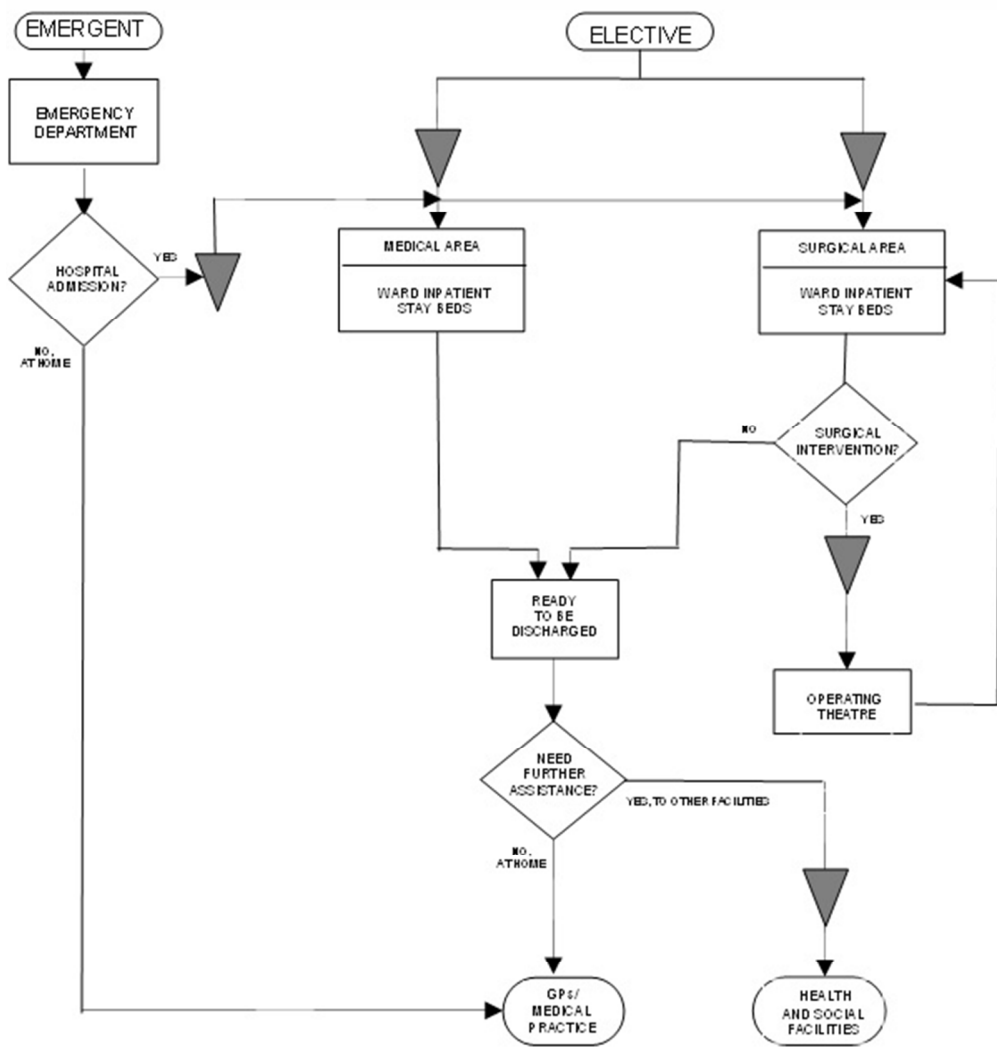 EMERGENT
ELECTIVE
EMERGENCY
DEPARTMENT
HOSPITAL
ADMISSION?
YES
NO,
AT HOME
MEDICAL AREA
WARD INPATIENT
STAY BEDS
SURGICAL AREA
WARD INPATIENT
STAY BEDS
SURGICAL
INTERVENTION?
NO
YES
READY
TO BE
DISCHARGED
OPERATING
THEATRE
NEED
FURTHER
ASSISTANCE?
YES, TO OTHER FACILITIES
NO,
AT HOME
GPs/
MEDICAL
PRACTICE
HEALTH
AND SOCIAL
FACILITIES